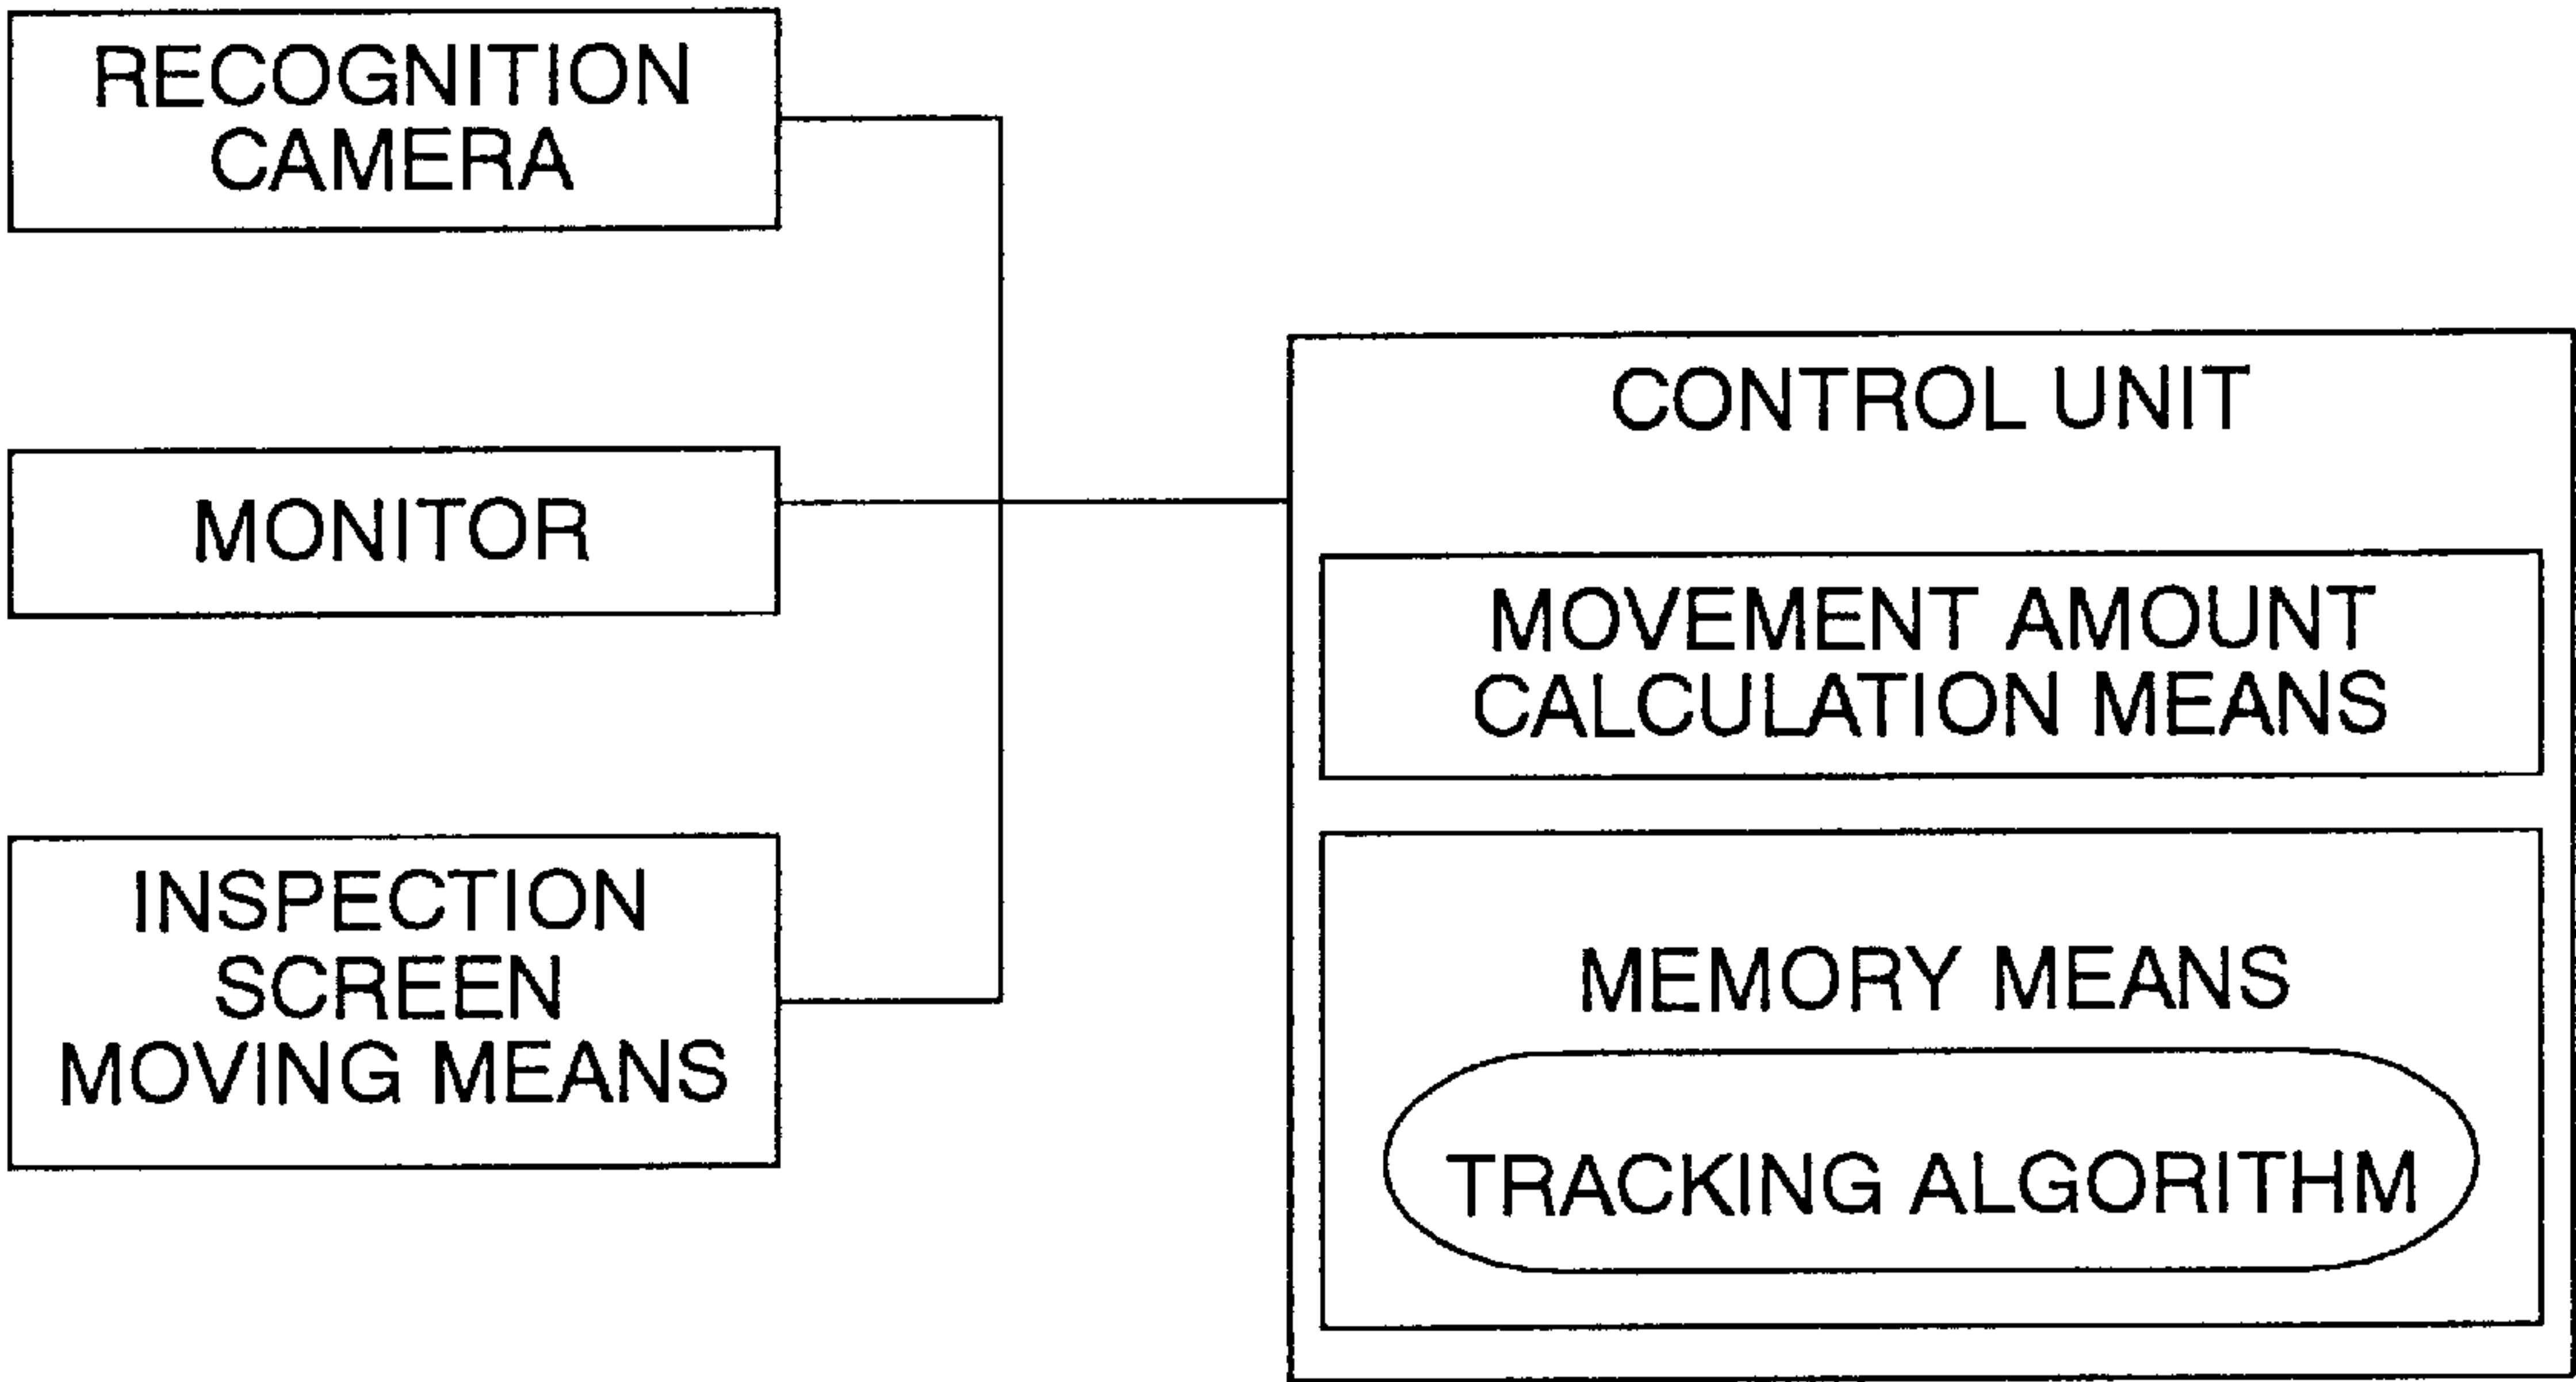 RECOGNITION
CAMERA
MONITOR
INSPECTION
SCREEN
MOVING MEANS
CONTROL UNIT
MOVEMENT AMOUNT
CALCULATION MEANS
MEMORY MEANS
TRACKING ALGORITHM